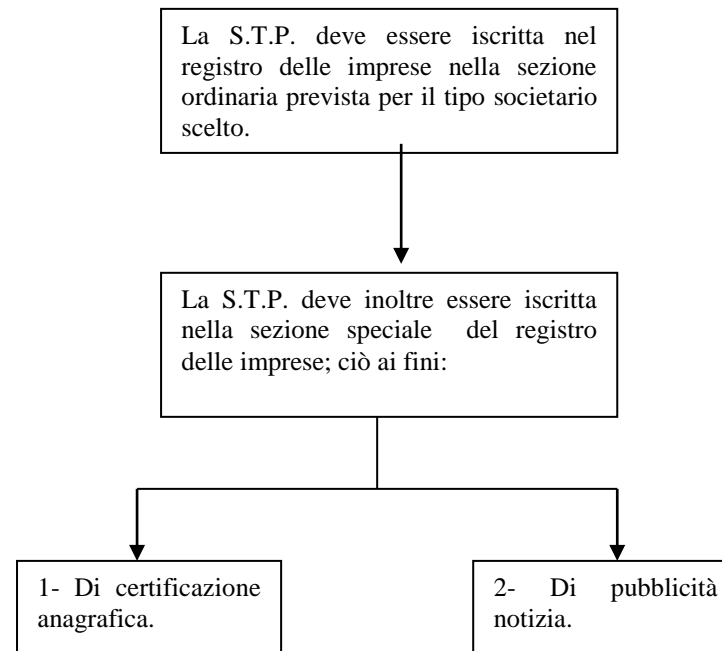 La S.T.P. deve essere iscritta nel
registro delle imprese nella sezione
ordinaria prevista per il tipo societario
scelto.
La S.T.P. deve inoltre essere iscritta
nella sezione speciale del registro
delle imprese; ciò ai fini:
1- Di certificazione
anagrafica.
2- Di pubblicità
notizia.